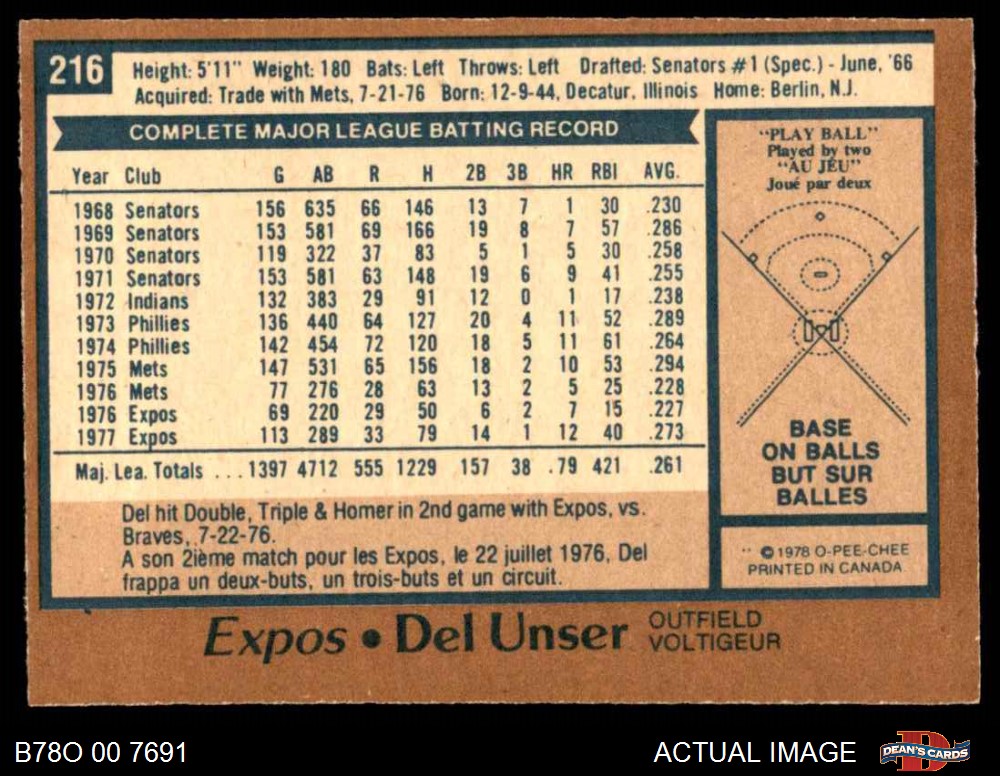 216
Height: 5'11" Weight: 180 Bats: Left Throws: Left Drafted: Senators #1 (Spec.) - June, '66
Acquired: Trade with Mets, 7-21-76 Born: 12-9-44, Decatur, Illinois Home: Berlin, N.J.
COMPLETE MAJOR LEAGUE BATTING RECORD
Year Club G AB R H 2B 3B HR RBI AVG.
1968 Senators 156 635 66 146 13 7 1 30 .230
1969 Senators 153 581 69 166 19 8 7 57 .286
1970 Senators 119 322 37 83 5 1 5 30 .258
1971 Senators 153 581 63 148 19 6 9 41 .255
1972 Indians 132 383 29 91 12 0 1 17 .238
1973 Phillies 136 440 64 127 20 4 11 52 .289
1974 Phillies 142 454 72 120 18 5 11 61 .264
1975 Mets 147 531 65 156 18 2 10 53 .294
1976 Mets 77 276 28 63 13 2 5 25 .228
1976 Expos 69 220 29 50 6 2 7 15 .227
1977 Expos 113 289 33 79 14 1 12 40 .273
Maj. Lea. Totals ... 1397 4712 555 1229 157 38 .79 421 .261
Del hit Double, Triple & Homer in 2nd game with Expos, vs.
Braves, 7-22-76.
A son 2ième match pour les Expos, le 22 juillet 1976, Del
frappa un deux-buts, un trois-buts et un circuit.
"PLAY BALL"
Played by two
"AU JÉU"
Joué par deux
BASE
ON BALLS
BUT SUR
BALLES
©1978 O-PEE-CHEE
PRINTED IN CANADA
Expos • Del Unser OUTFIELD
VOLTIGEUR
B78O 00 7691
ACTUAL IMAGE
DEAN'S CARDS